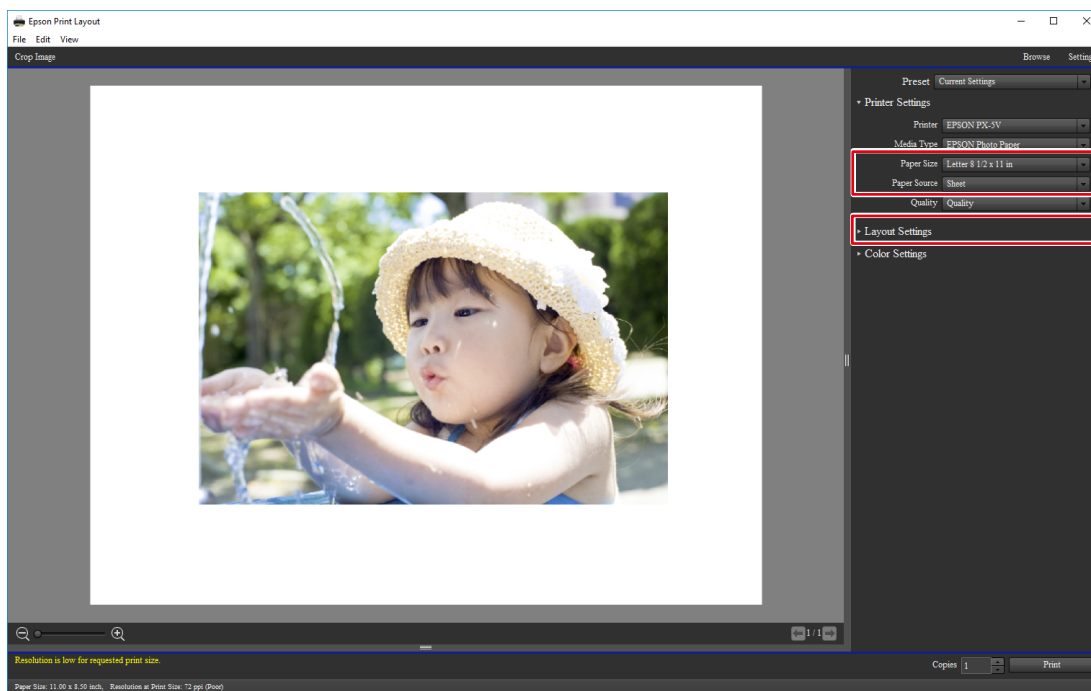 Epson Print Layout
File Edit View
Crop Image
Browse
Preset Current Settings
Printer Settings
Printer EPSON PX-5V
Media Type EPSON Photo Paper
Paper Size Letter 8 1/2 x 11 in
Paper Source Sheet
Quality Quality
Layout Settings
Color Settings
1 / 1
Resolution is low for requested print size.
Copies 1 Print
Paper Size: 11.00 x 8.50 inch, Resolution at Print Size: 72 ppi (Poor)